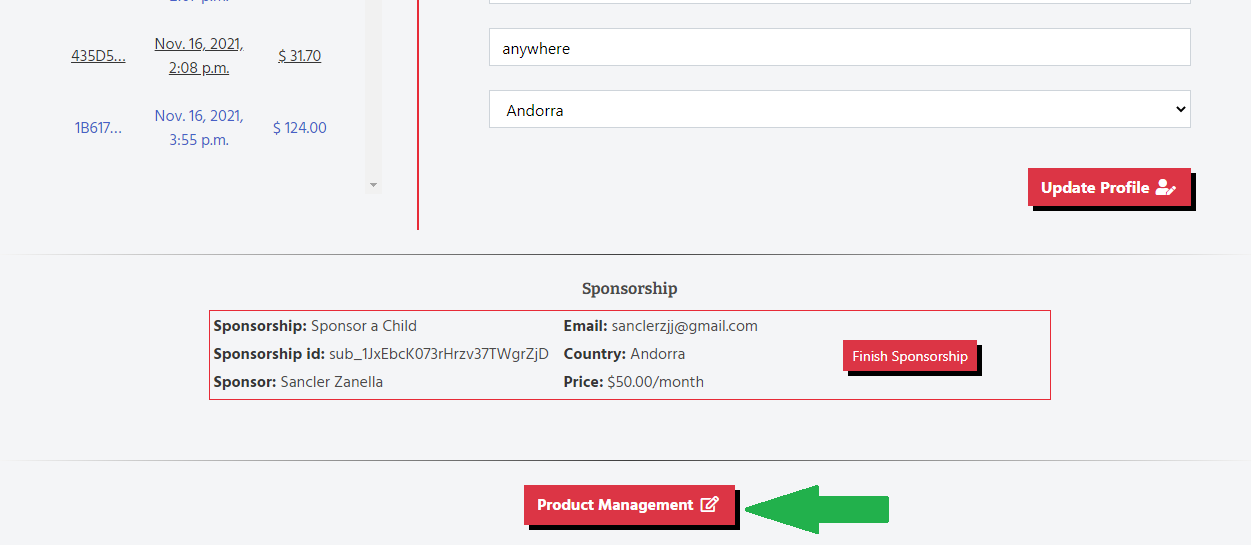 435D5...
Nov. 16, 2021,
2:08 p.m.
$ 31.70
1B617...
Nov. 16, 2021,
3:55 p.m.
$ 124.00
anywhere
Andorra
Update Profile
Sponsorship
Sponsorship: Sponsor a Child
Sponsorship id: sub_1JxEbcK073rHrzv37TWgrZjD
Sponsor: Sancler Zanella
Email: sanclerzjj@gmail.com
Country: Andorra
Price: $50.00/month
Finish Sponsorship
Product Management